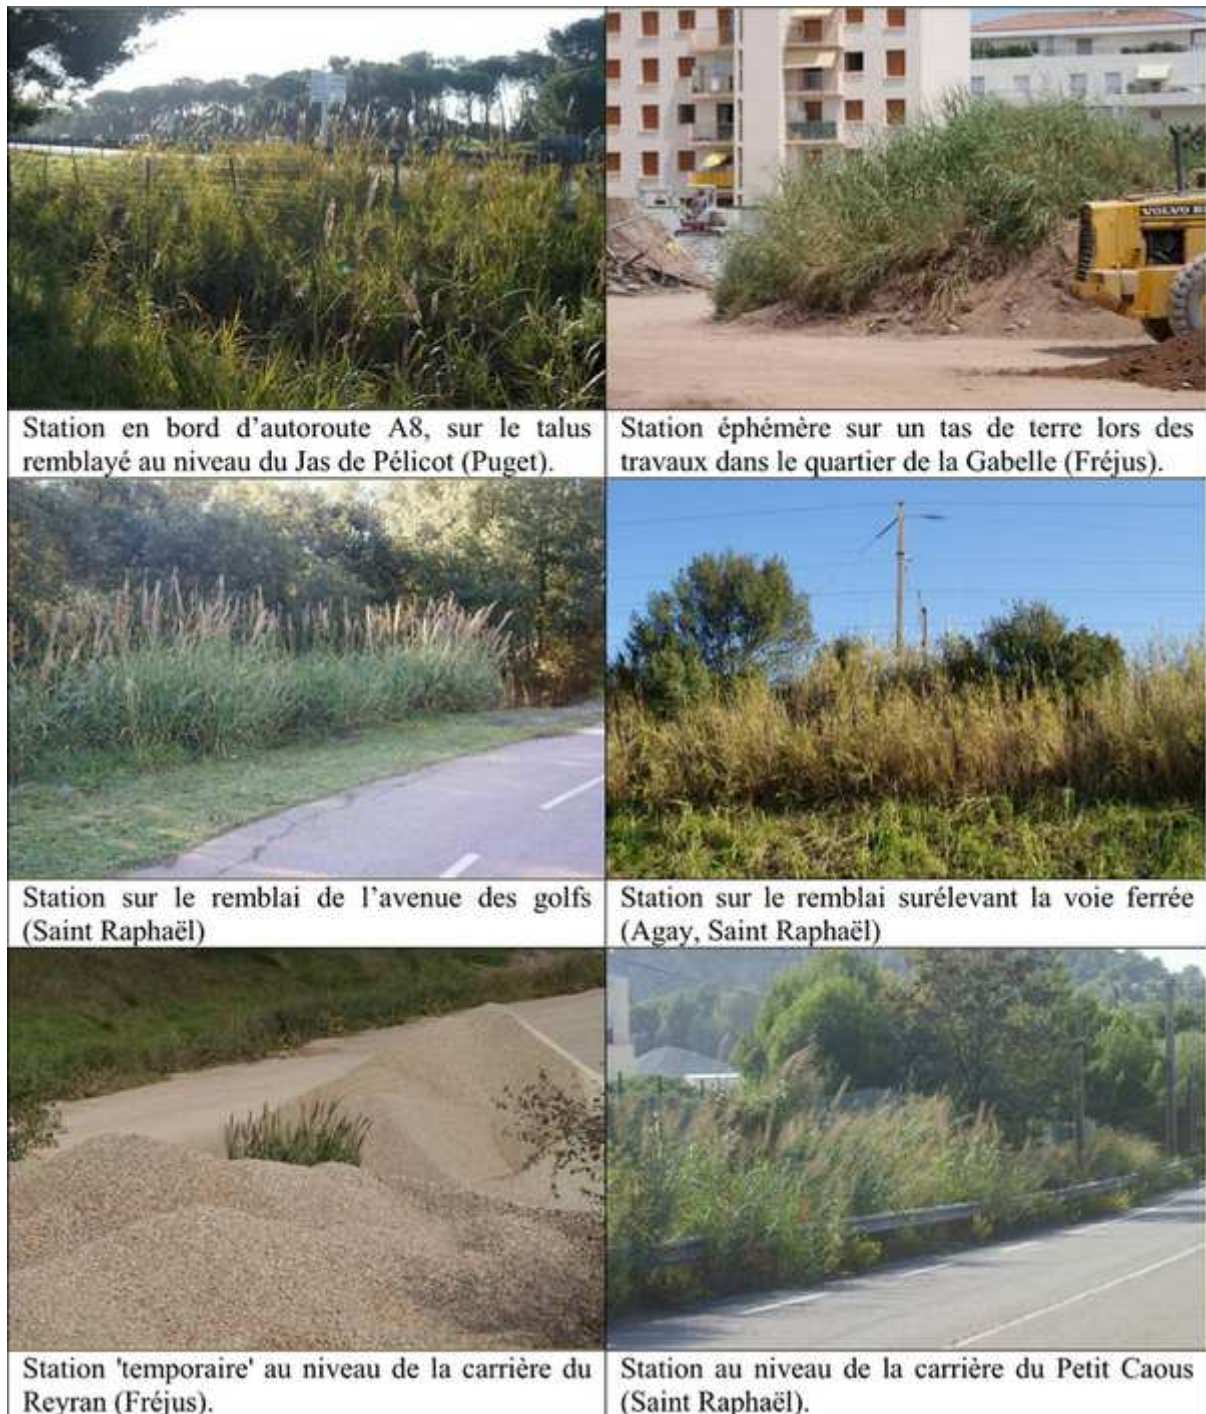 VOLVO B
Station en bord d'autoroute A8, sur le talus
remblayé au niveau du Jas de Pélicot (Puget).
Station éphémère sur un tas de terre lors des
travaux dans le quartier de la Gabelle (Fréjus).
Station sur le remblai de l'avenue des golfs
(Saint Raphaël)
Station sur le remblai surélevant la voie ferrée
(Agay, Saint Raphaël)
Station 'temporaire' au niveau de la carrière du
Reyran (Fréjus).
Station au niveau de la carrière du Petit Caous
(Saint Raphaël).